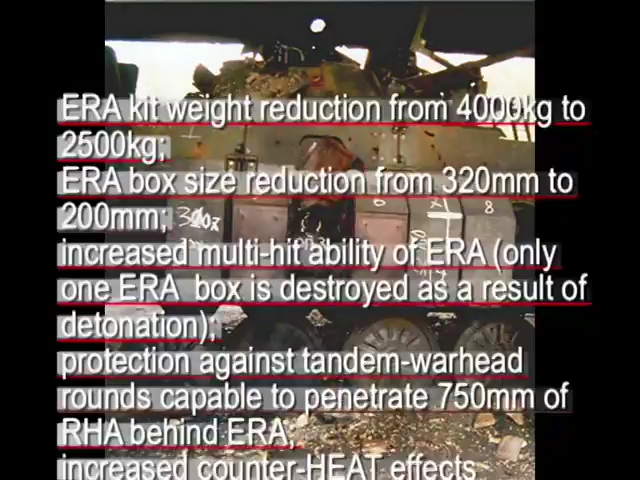 ERA kit weight reduction from 4000kg to
2500kg;
ERA box size reduction from 320mm to
200mm;
increased multi-hit ability of ERA (only
one ERA box is destroyed as a result of
detonation);
protection against tandem-warhead
rounds capable to penetrate 750mm of
RHA behind ERA;
increased counter-HEAT effects
8